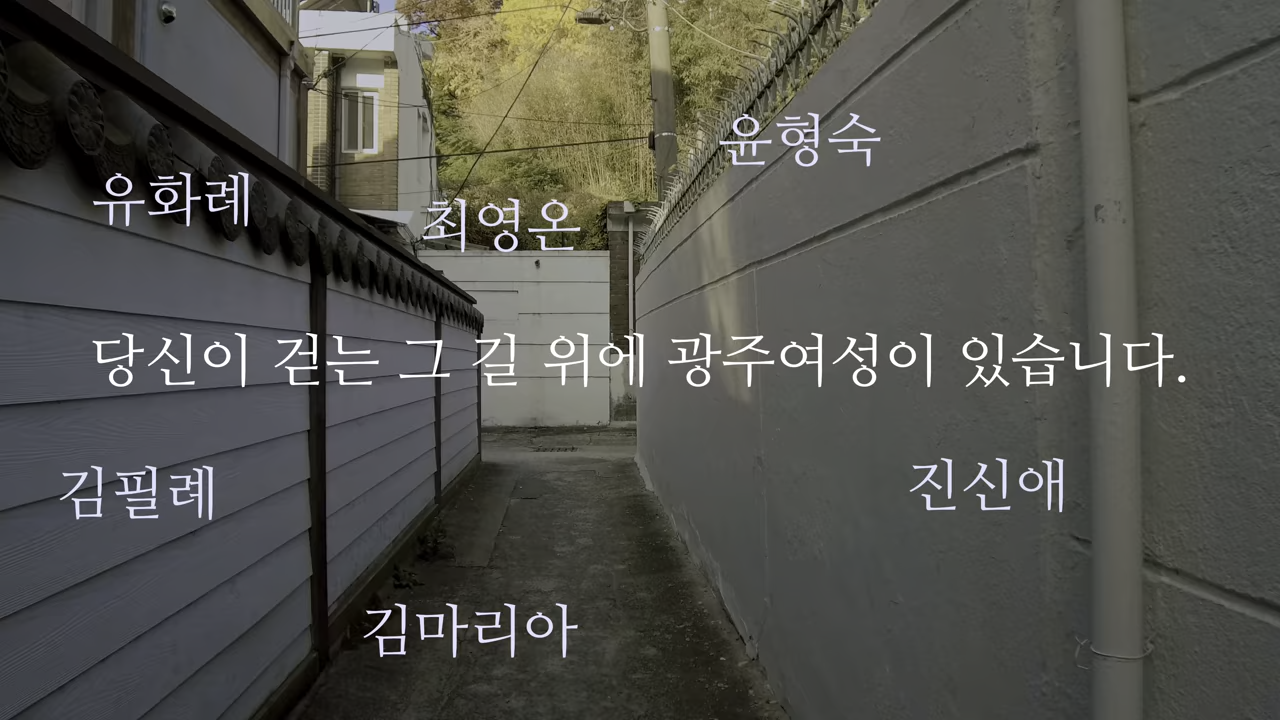 윤형숙
유화례
최영온
당신이 걷는 그 길 위에 광주여성이 있습니다.
김필례
진신애
김마리아